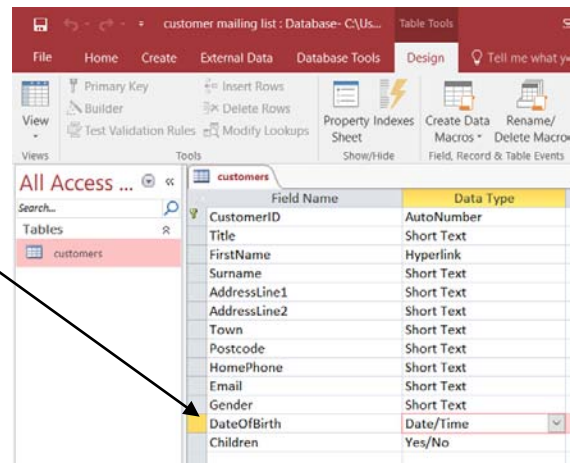 customer mailing list : Database- C:\Us... Table Tools
File Home Create External Data Database Tools Design Tell me what
Primary Key Insert Rows
View Builder Delete Rows Property Indexes Create Data Rename/
Test Validation Rules Modify Lookups Sheet Macros Delete Macro
Views Tools Show/Hide Field, Record & Table Events
All Access ... « customers
Search... Field Name Data Type
Tables CustomerID AutoNumber
customers Title Short Text
FirstName Hyperlink
Surname Short Text
AddressLine1 Short Text
AddressLine2 Short Text
Town Short Text
Postcode Short Text
HomePhone Short Text
Email Short Text
Gender Short Text
DateOfBirth Date/Time
Children Yes/No